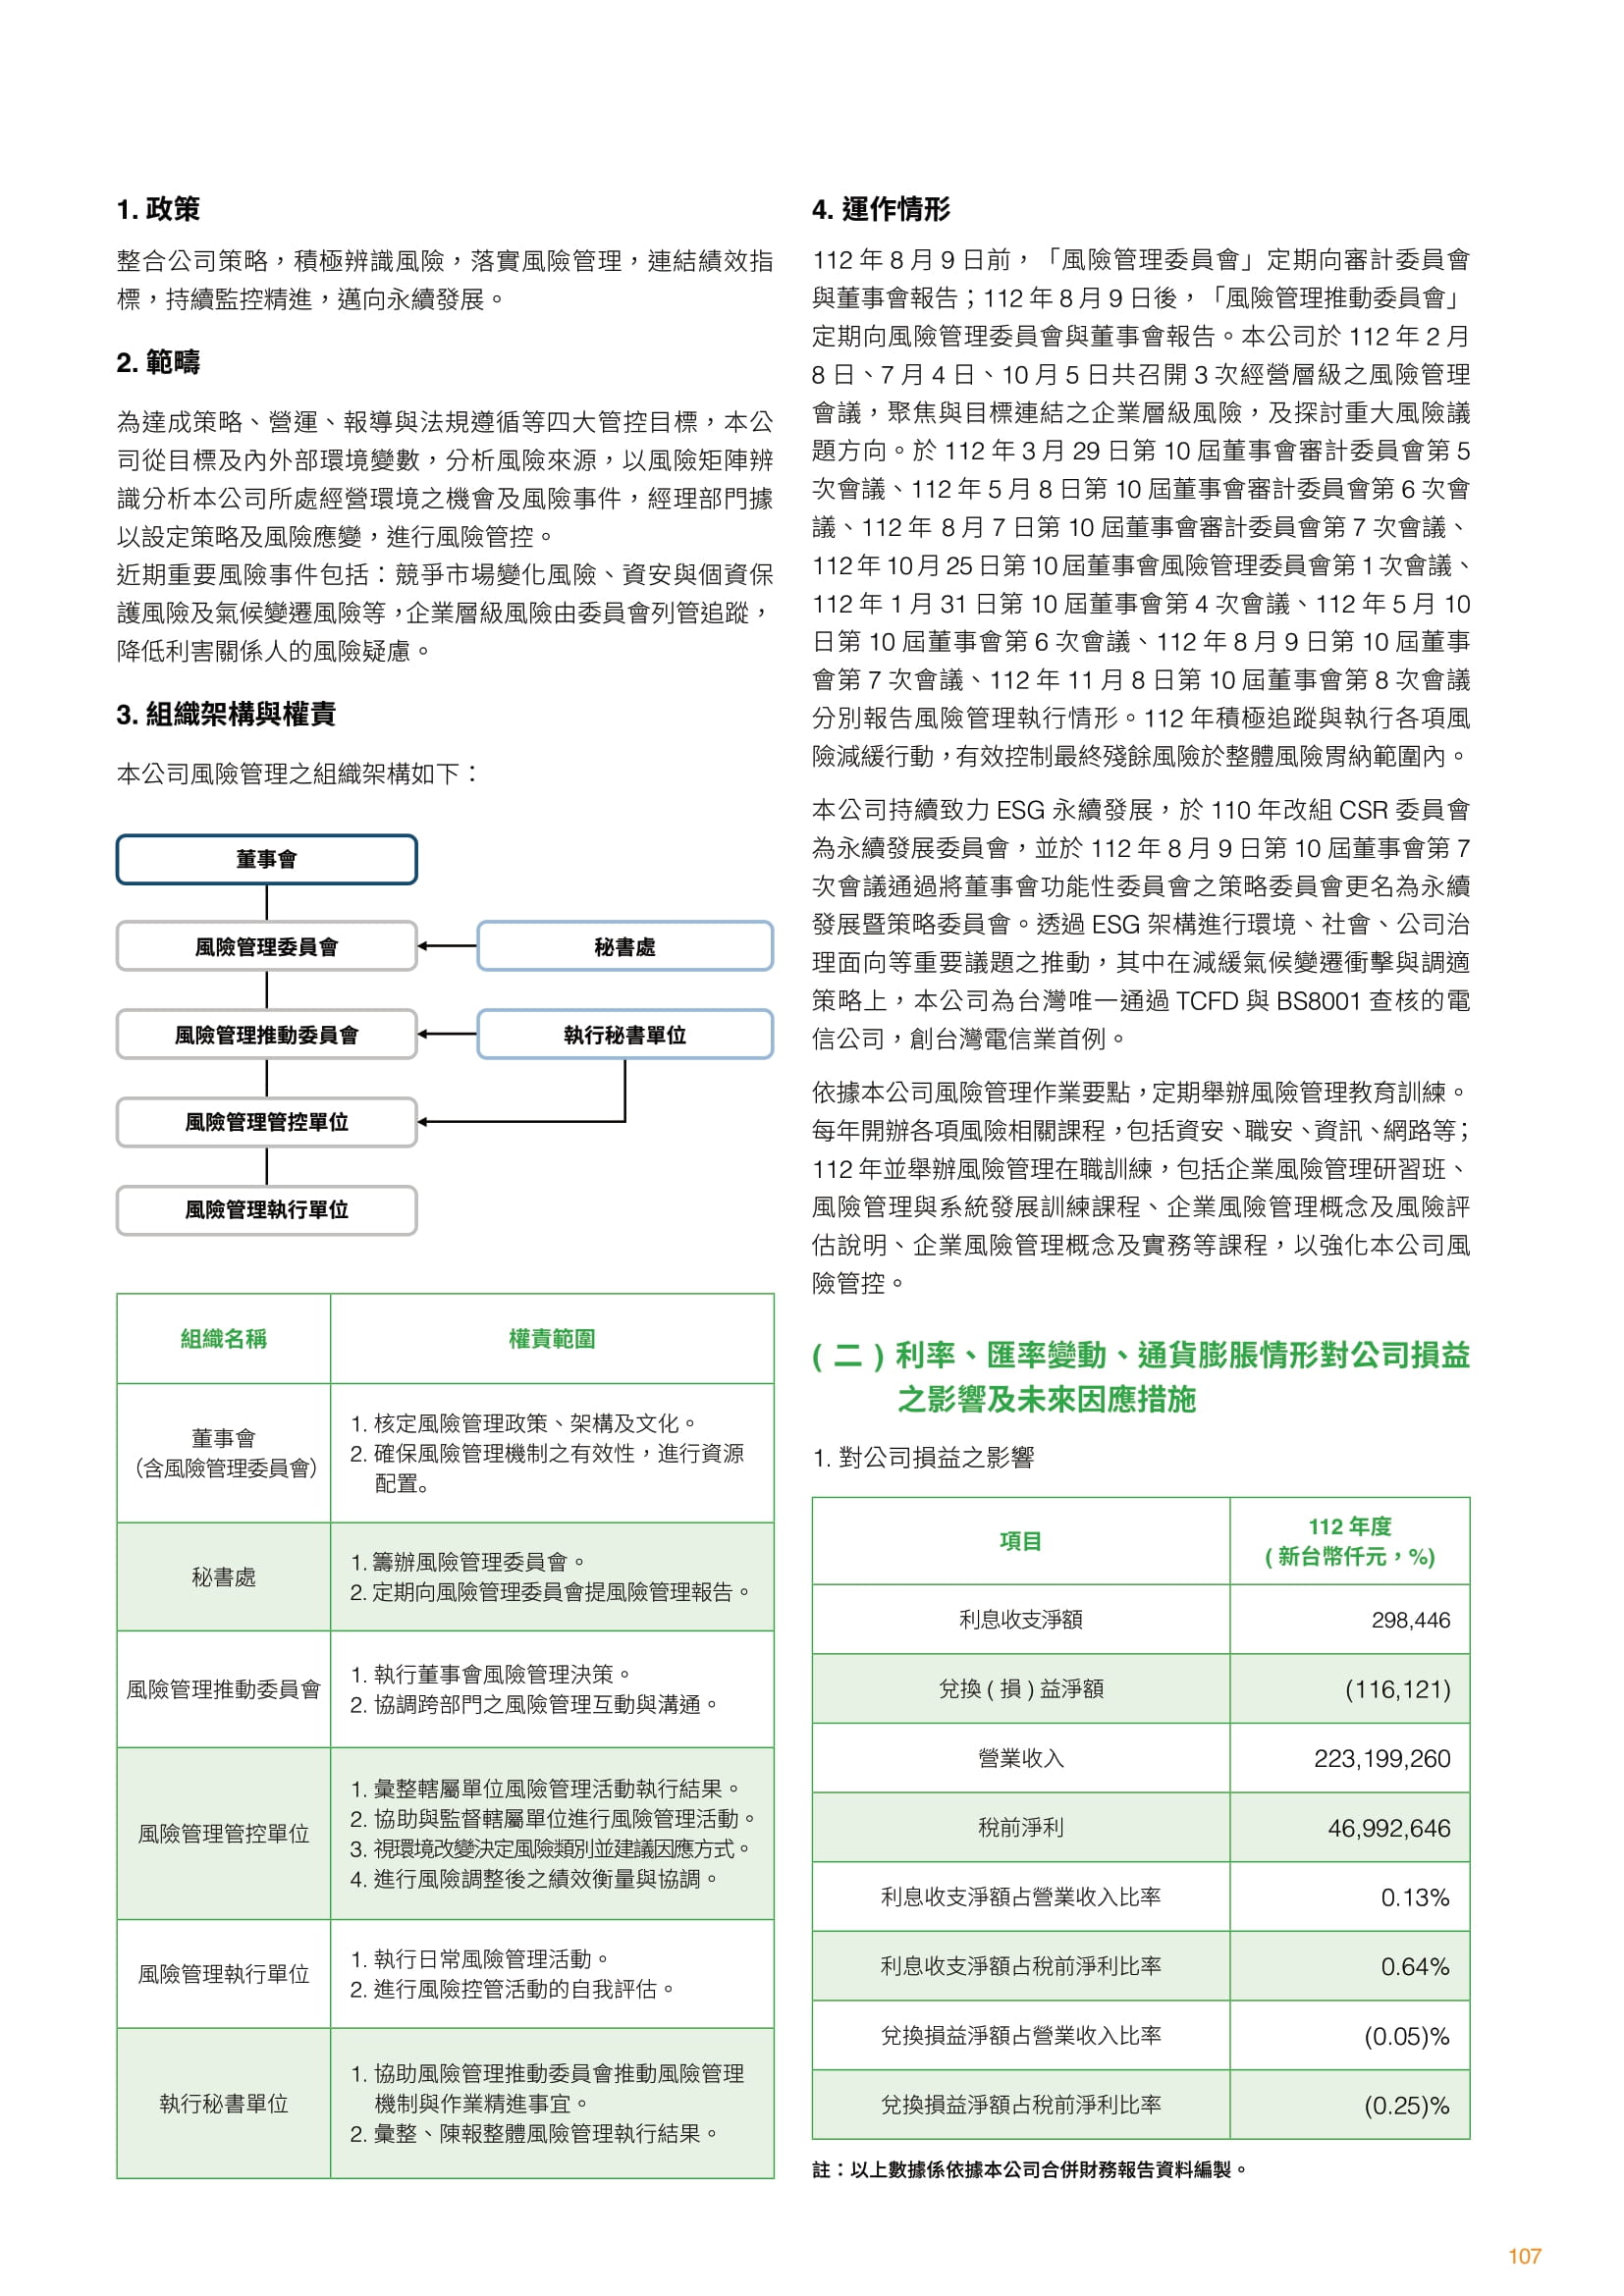 1. 政策
整合公司策略，積極辨識風險，落實風險管理，連結績效指
標，持續監控精進，邁向永續發展。
2. 範疇
為達成策略、營運、報導與法規遵循等四大管控目標，本公
司從目標及內外部環境變數，分析風險來源，以風險矩陣辨
識分析本公司所處經營環境之機會及風險事件，經理部門據
以設定策略及風險應變，進行風險管控。
近期重要風險事件包括：競爭市場變化風險、資安與個資保
護風險及氣候變遷風險等，企業層級風險由委員會列管追蹤，
降低利害關係人的風險疑慮。
3. 組織架構與權責
本公司風險管理之組織架構如下：
董事會
風險管理委員會
秘書處
風險管理推動委員會
執行秘書單位
風險管理管控單位
風險管理執行單位
組織名稱 權責範圍
董事會
（含風險管理委員會）
1. 核定風險管理政策、架構及文化。
2. 確保風險管理機制之有效性，進行資源
配置。
秘書處
1. 籌辦風險管理委員會。
2. 定期向風險管理委員會提風險管理報告。
風險管理推動委員會
1. 執行董事會風險管理決策。
2. 協調跨部門之風險管理互動與溝通。
風險管理管控單位
1. 彙整轄屬單位風險管理活動執行結果。
2. 協助與監督轄屬單位進行風險管理活動。
3. 視環境改變決定風險類別並建議因應方式。
4. 進行風險調整後之績效衡量與協調。
風險管理執行單位
1. 執行日常風險管理活動。
2. 進行風險控管活動的自我評估。
執行秘書單位
1. 協助風險管理推動委員會推動風險管理
機制與作業精進事宜。
2. 彙整、陳報整體風險管理執行結果。
4. 運作情形
112 年 8 月 9 日前，「風險管理委員會」定期向審計委員會
與董事會報告；112 年 8 月 9 日後，「風險管理推動委員會」
定期向風險管理委員會與董事會報告。本公司於 112 年 2 月
8 日、7 月 4 日、10 月 5 日共召開 3 次經營層級之風險管理
會議，聚焦與目標連結之企業層級風險，及探討重大風險議
題方向。於 112 年 3 月 29 日第 10 屆董事會審計委員會第 5
次會議、112 年 5 月 8 日第 10 屆董事會審計委員會第 6 次會
議、112 年 8 月 7 日第 10 屆董事會審計委員會第 7 次會議、
112 年 10 月 25 日第 10 屆董事會風險管理委員會第 1 次會議、
112 年 1 月 31 日第 10 屆董事會第 4 次會議、112 年 5 月 10
日第 10 屆董事會第 6 次會議、112 年 8 月 9 日第 10 屆董事
會第 7 次會議、112 年 11 月 8 日第 10 屆董事會第 8 次會議
分別報告風險管理執行情形。112 年積極追蹤與執行各項風
險減緩行動，有效控制最終殘餘風險於整體風險胃納範圍內。
本公司持續致力 ESG 永續發展，於 110 年改組 CSR 委員會
為永續發展委員會，並於 112 年 8 月 9 日第 10 屆董事會第 7
次會議通過將董事會功能性委員會之策略委員會更名為永續
發展暨策略委員會。透過 ESG 架構進行環境、社會、公司治
理面向等重要議題之推動，其中在減緩氣候變遷衝擊與調適
策略上，本公司為台灣唯一通過 TCFD 與 BS8001 查核的電
信公司，創台灣電信業首例。
依據本公司風險管理作業要點，定期舉辦風險管理教育訓練。
每年開辦各項風險相關課程，包括資安、職安、資訊、網路等；
112 年並舉辦風險管理在職訓練，包括企業風險管理研習班、
風險管理與系統發展訓練課程、企業風險管理概念及風險評
估說明、企業風險管理概念及實務等課程，以強化本公司風
險管控。
( 二 ) 利率、匯率變動、通貨膨脹情形對公司損益
之影響及未來因應措施
1. 對公司損益之影響
項目
112 年度
( 新台幣仟元，%)
利息收支淨額 298,446
兌換 ( 損 ) 益淨額 (116,121)
營業收入 223,199,260
稅前淨利 46,992,646
利息收支淨額占營業收入比率 0.13%
利息收支淨額占稅前淨利比率 0.64%
兌換損益淨額占營業收入比率 (0.05)%
兌換損益淨額占稅前淨利比率 (0.25)%
註：以上數據係依據本公司合併財務報告資料編製。
107